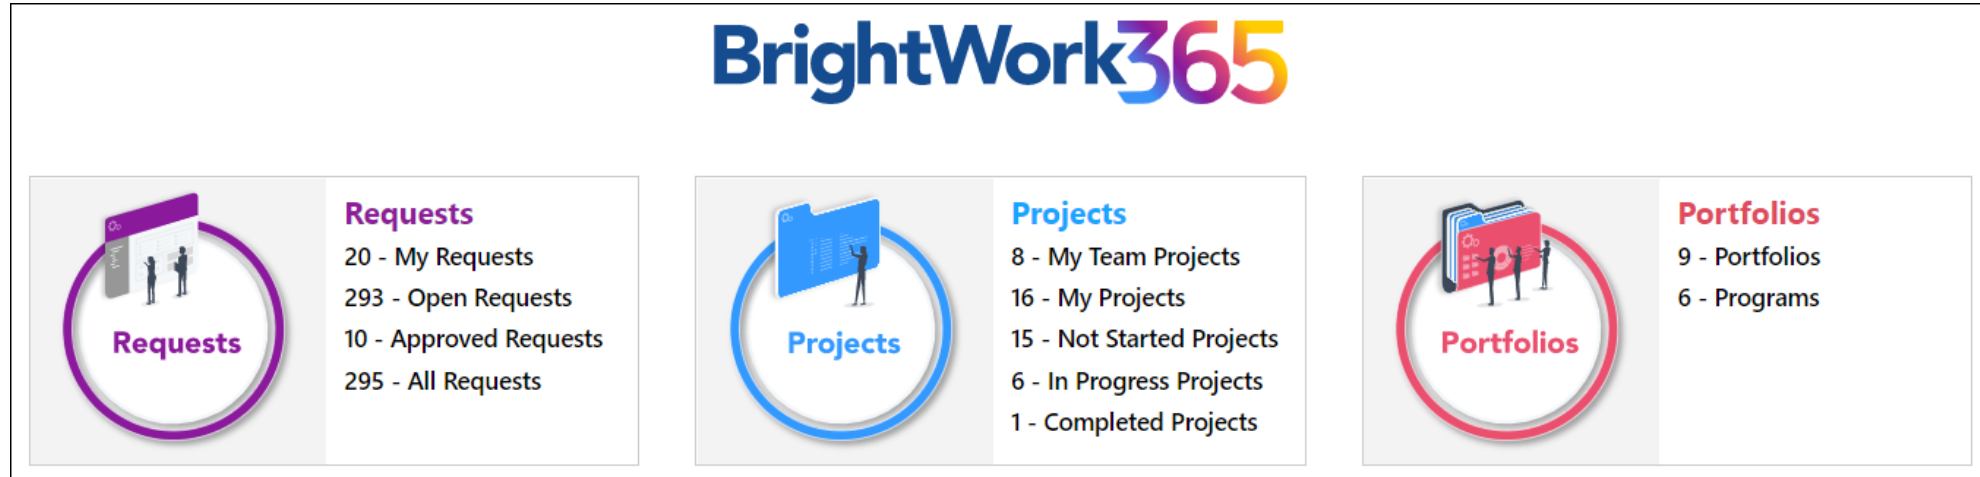 BrightWork365
Requests
Requests
20 - My Requests
293 - Open Requests
10 - Approved Requests
295 - All Requests
Projects
Projects
8 - My Team Projects
16 - My Projects
15 - Not Started Projects
6 - In Progress Projects
1 - Completed Projects
Portfolios
Portfolios
9 - Portfolios
6 - Programs